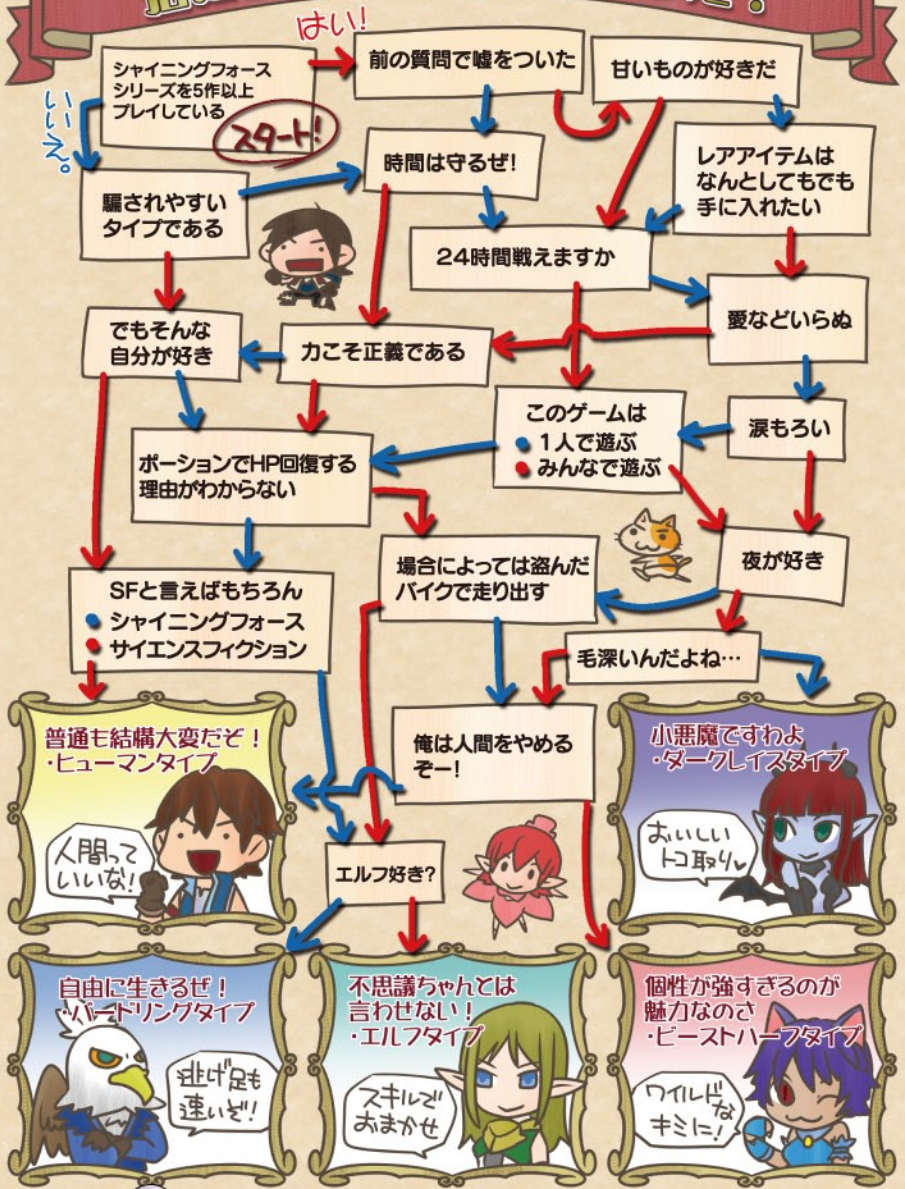 はい!
シャイニングフォース
シリーズを5作以上
プレイしている
スタート!
いいえ。
前の質問で嘘をついた
甘いものが好きだ
時間は守るぜ!
レアアイテムは
なんとしてもでも
手に入れたい
騙されやすい
タイプである
24時間戦えますか
愛などいらぬ
でもそんな
自分が好き
力こそ正義である
このゲームは
1人で遊ぶ
みんなで遊ぶ
涙もろい
ポーションでHP回復する
理由がわからない
夜が好き
場合によっては盗んだ
バイクで走り出す
SFと言えばもちろん
シャイニングフォース
サイエンスフィクション
毛深いんだよね…
俺は人間をやめる
ぞー!
普通も結構大変だぞ!
・ヒューマンタイプ
人間って
いいな!
小悪魔ですわよ
・ダークレイスタイプ
おいしい
トコ取り
エルフ好き?
自由に生きるぜ!
・バードリングタイプ
逃げ足も
速いぞ!
不思議ちゃんとは
言わせない!
・エルフタイプ
スキルで
おまかせ
個性が強すぎるのが
魅力なのさ
・ビーストハーフタイプ
ワイルドな
キミに!